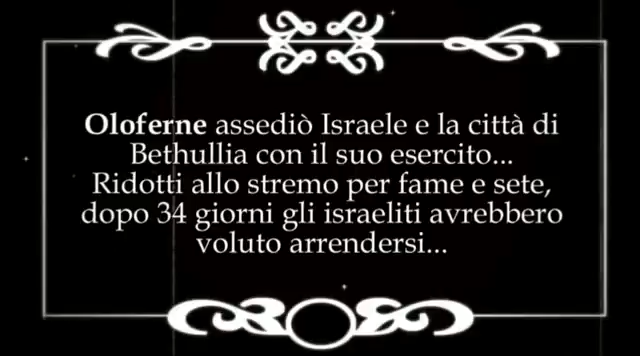 Oloferne assediò Israele e la città di
Bethullia con il suo esercito...
Ridotti allo stremo per fame e sete,
dopo 34 giorni gli israeliti avrebbero
voluto arrendersi...